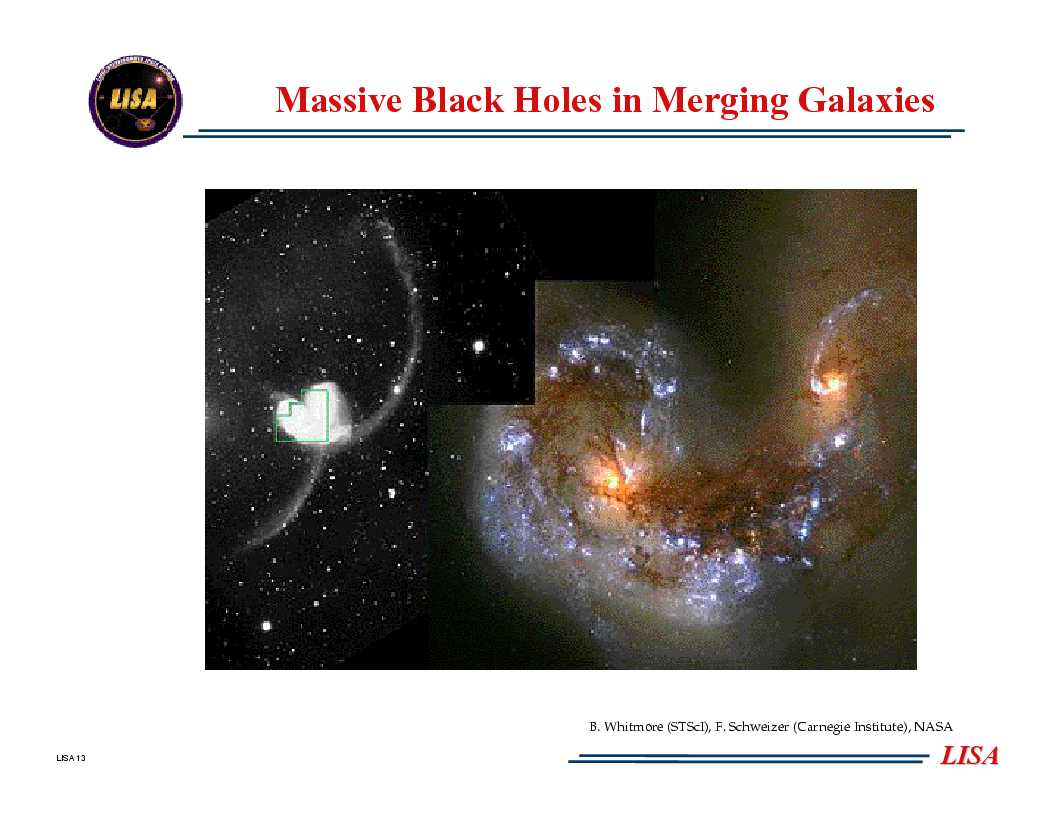 LISA
Massive Black Holes in Merging Galaxies
B. Whitmore (STScI), F. Schweizer (Carnegie Institute), NASA
LISA 13
LISA